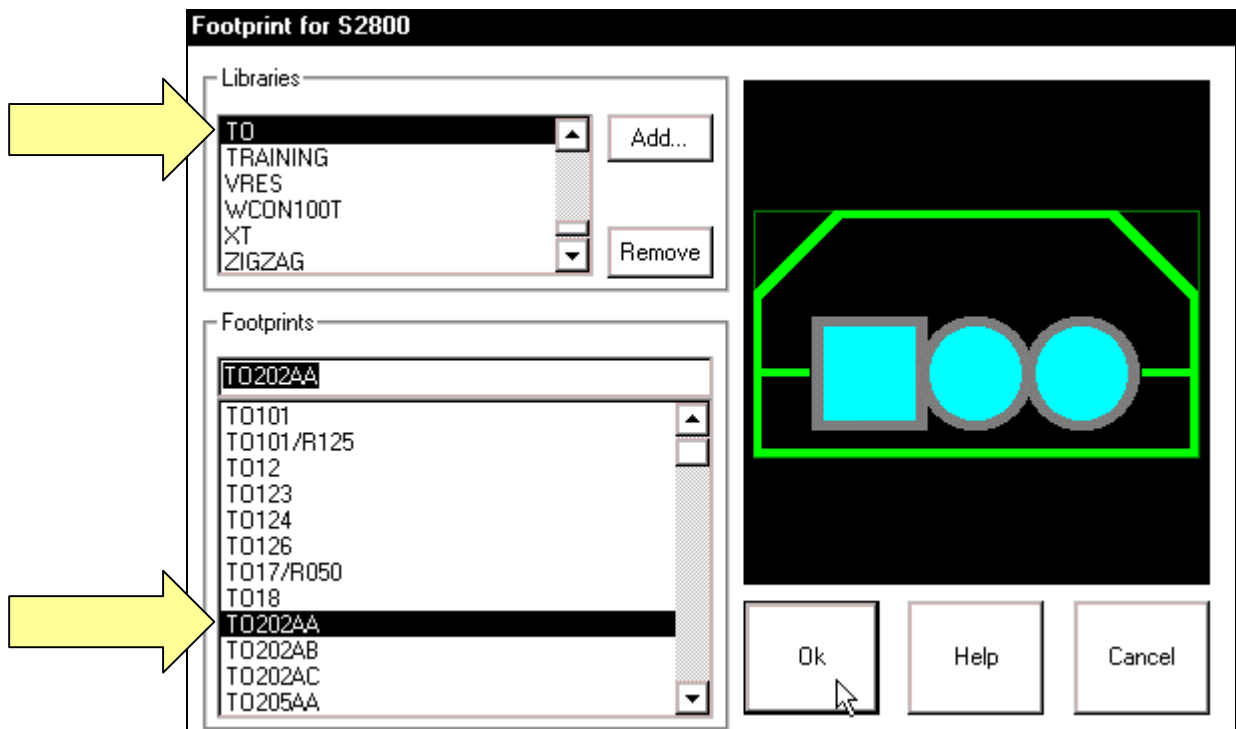 Footprint for S2800
Libraries
TO
TRAINING
VRES
WCON100T
XT
ZIGZAG
Add...
Remove
Footprints
TO202AA
TO101
TO101/R125
TO12
TO123
TO124
TO126
TO17/R050
TO18
TO202AA
TO202AB
TO202AC
TO205AA
Ok
Help
Cancel